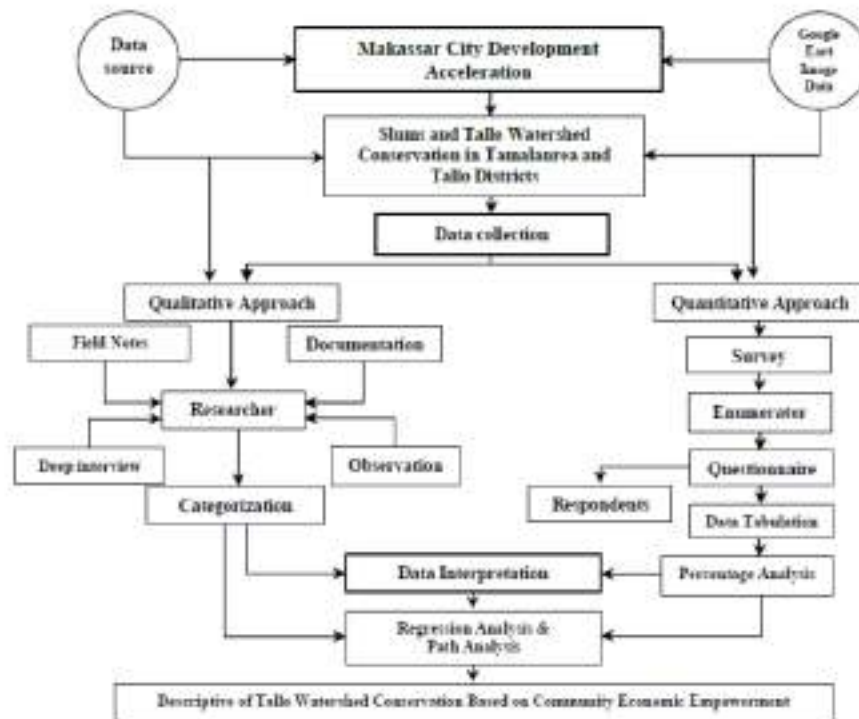 Data
source
Makassar City Development
Acceleration
Google
Eart
Image
Data
Slums and Tallo Watershed
Conservation in Tamalanrea and
Tallo Districts
Data collection
Qualitative Approach
Quantitative Approach
Field Notes
Documentation
Survey
Researcher
Enumerator
Deep interview
Observation
Questionnaire
Categorization
Respondents
Data Tabulation
Data Interpretation
Percentage Analysis
Regression Analysis &
Path Analysis
Descriptive of Tallo Watershed Conservation Based on Community Economic Empowerment